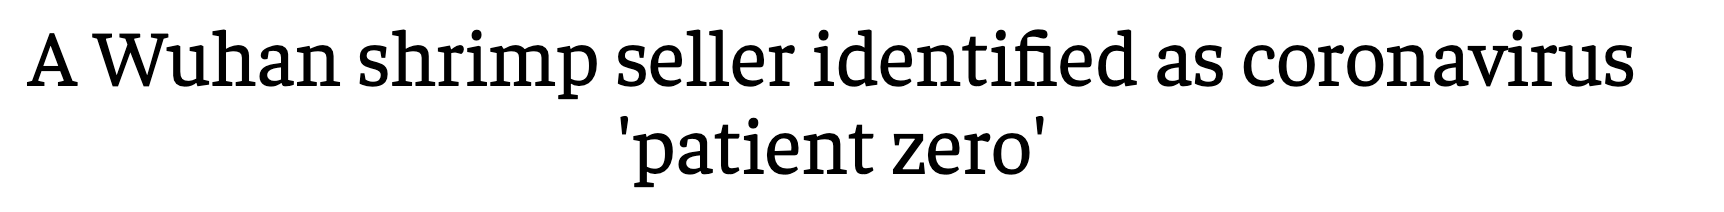 A Wuhan shrimp seller identified as coronavirus
'patient zero'